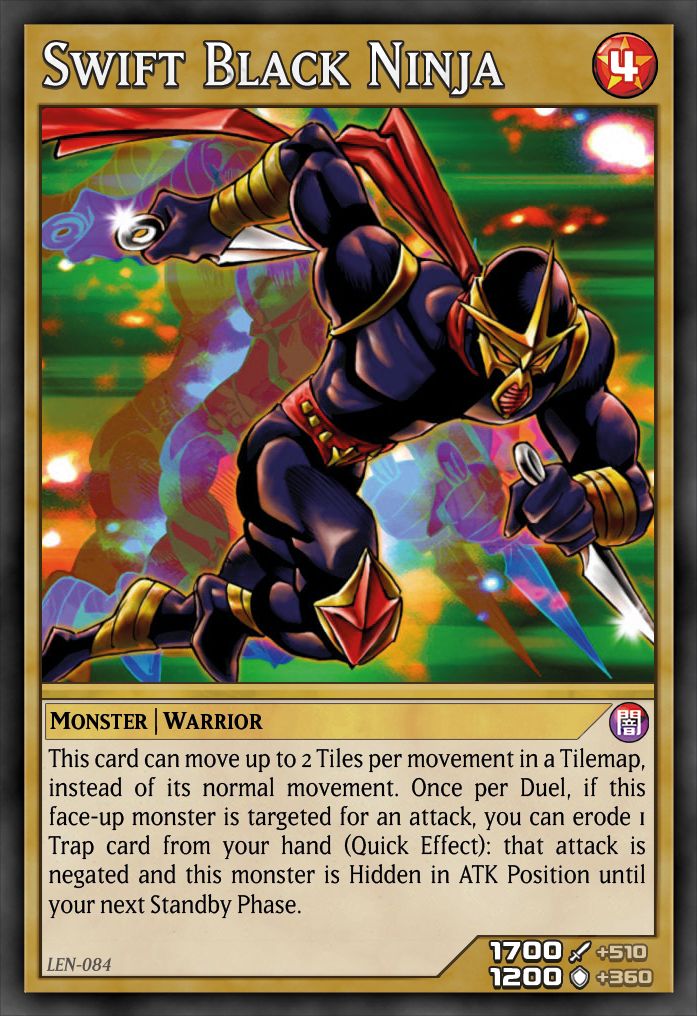 Swift Black Ninja
4
Monster | Warrior
闇
This card can move up to 2 Tiles per movement in a Tilemap,
instead of its normal movement. Once per Duel, if this
face-up monster is targeted for an attack, you can erode 1
Trap card from your hand (Quick Effect): that attack is
negated and this monster is Hidden in ATK Position until
your next Standby Phase.
LEN-084
1700 +510
1200 +360